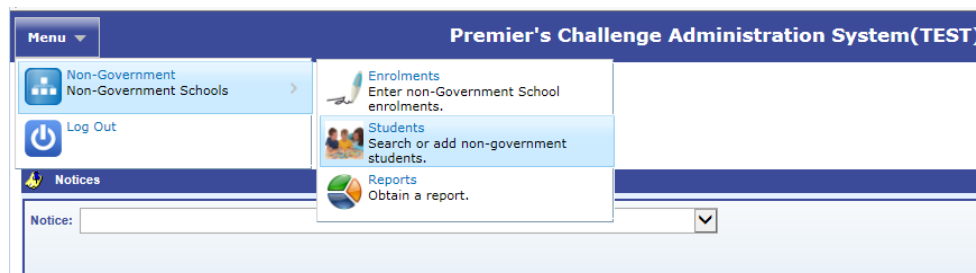 Menu
Premier's Challenge Administration System(TEST)
Non-Government
Non-Government Schools
Log Out
Enrolments
Enter non-Government School
enrolments.
Students
Search or add non-government
students.
Reports
Obtain a report.
Notices
Notice: